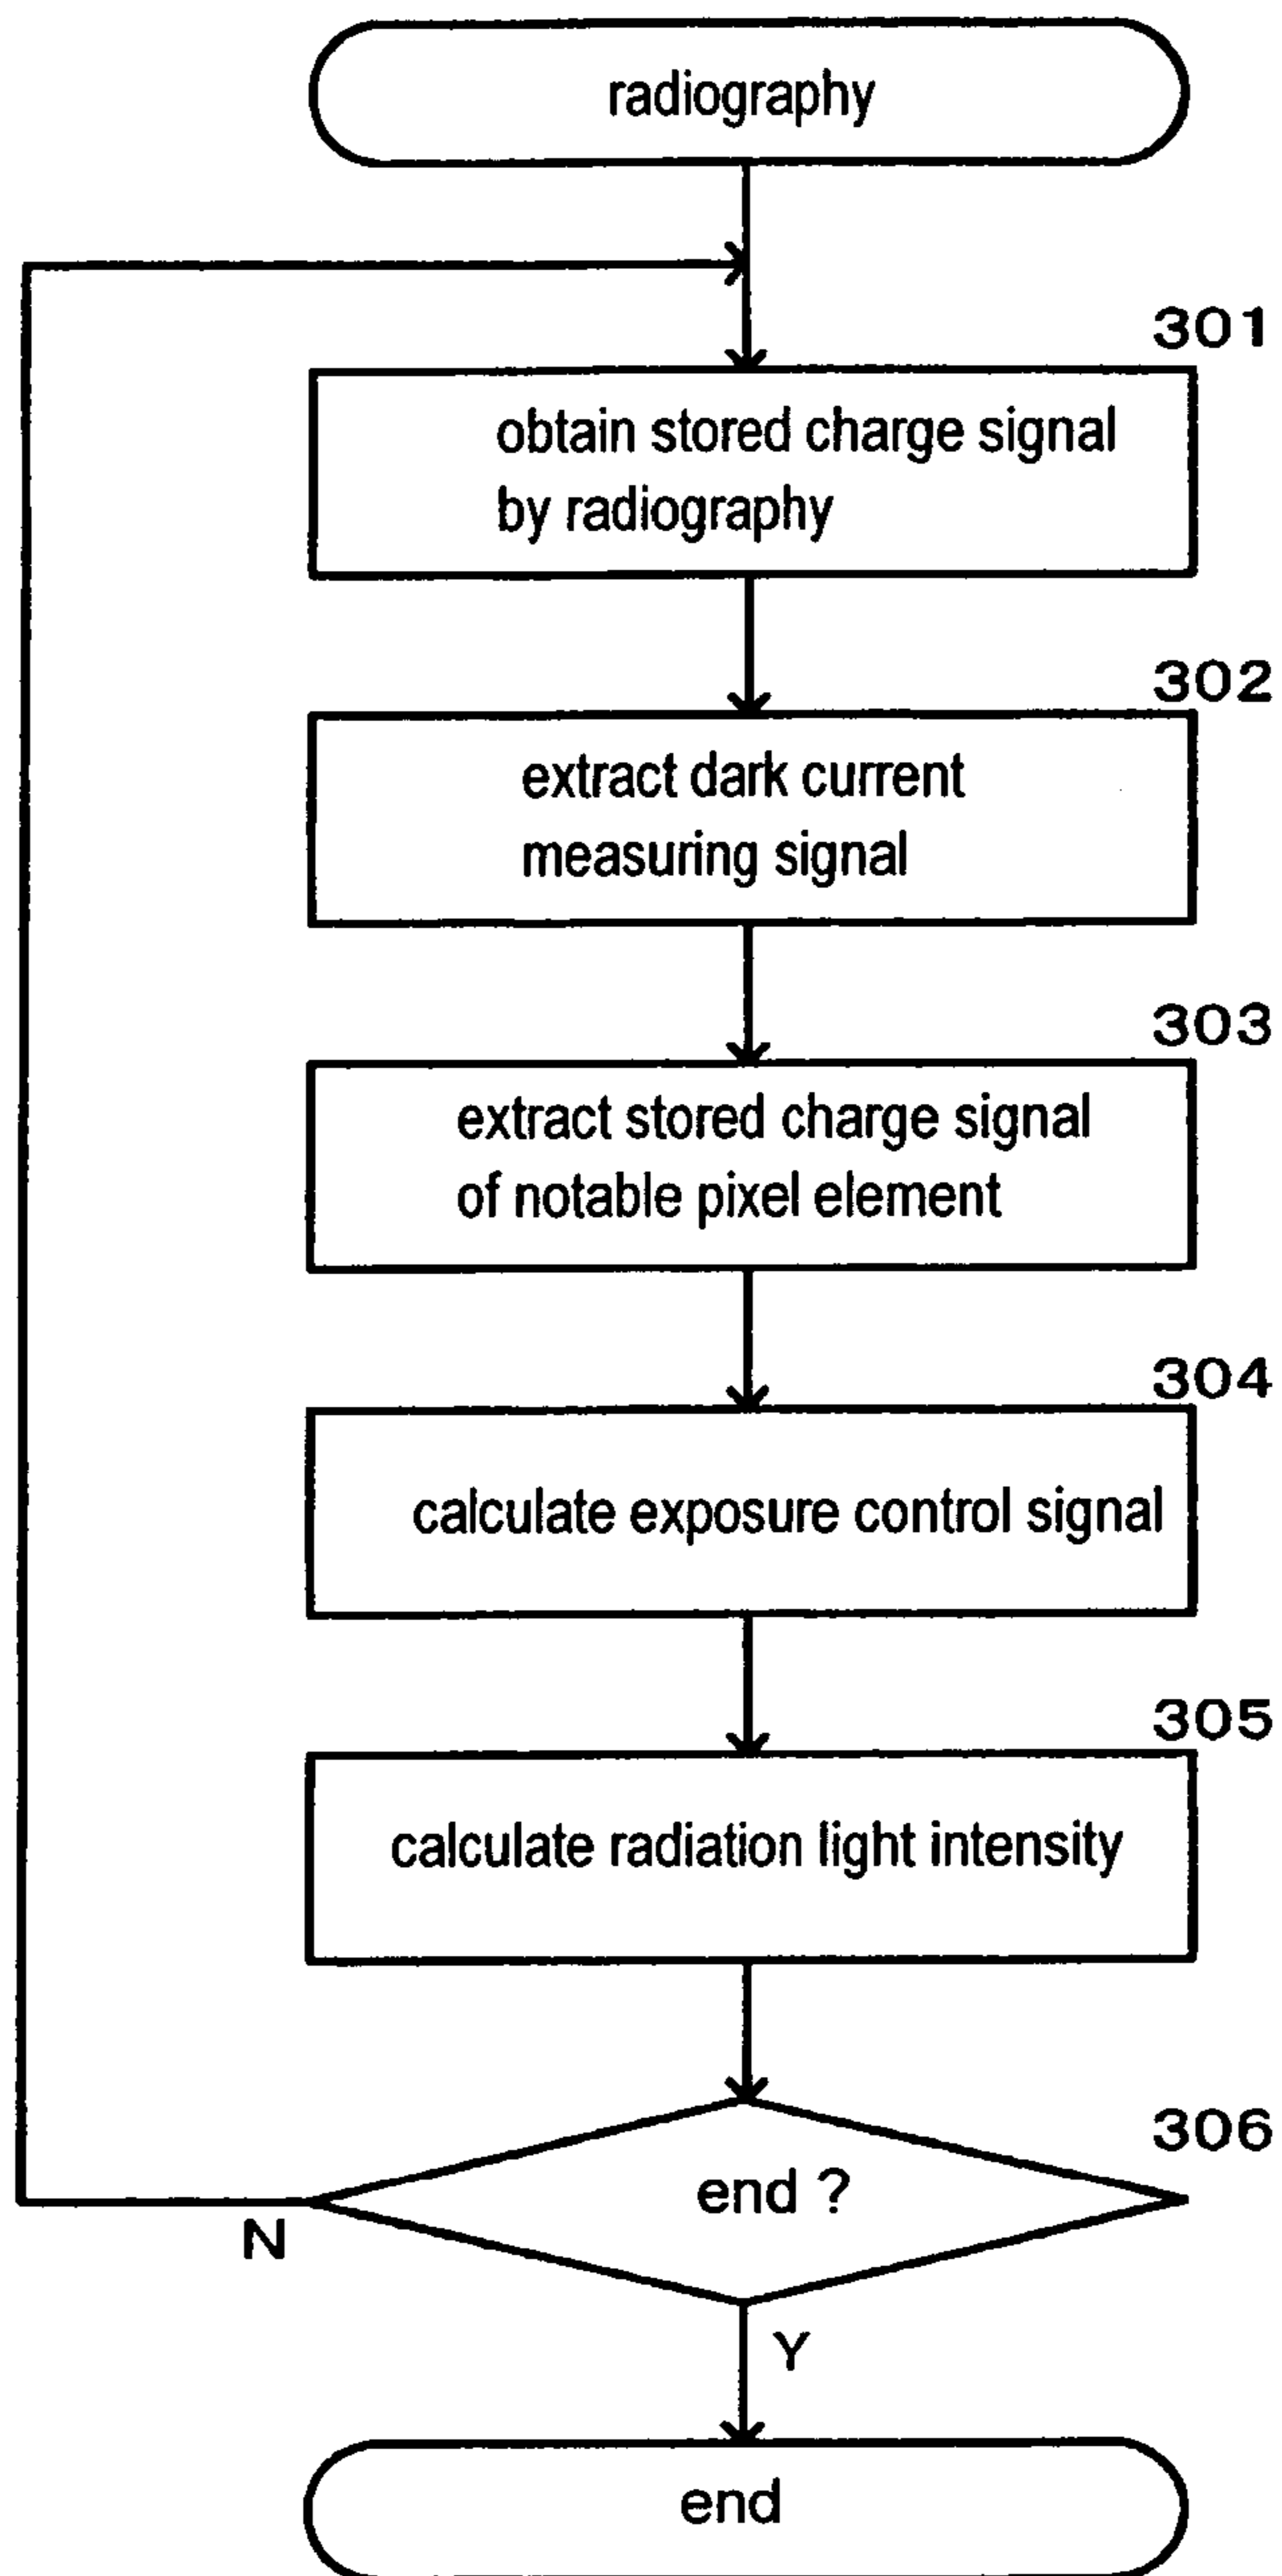 radiography
301
obtain stored charge signal
by radiography
302
extract dark current
measuring signal
303
extract stored charge signal
of notable pixel element
304
calculate exposure control signal
305
calculate radiation light intensity
306
end ?
N
Y
end